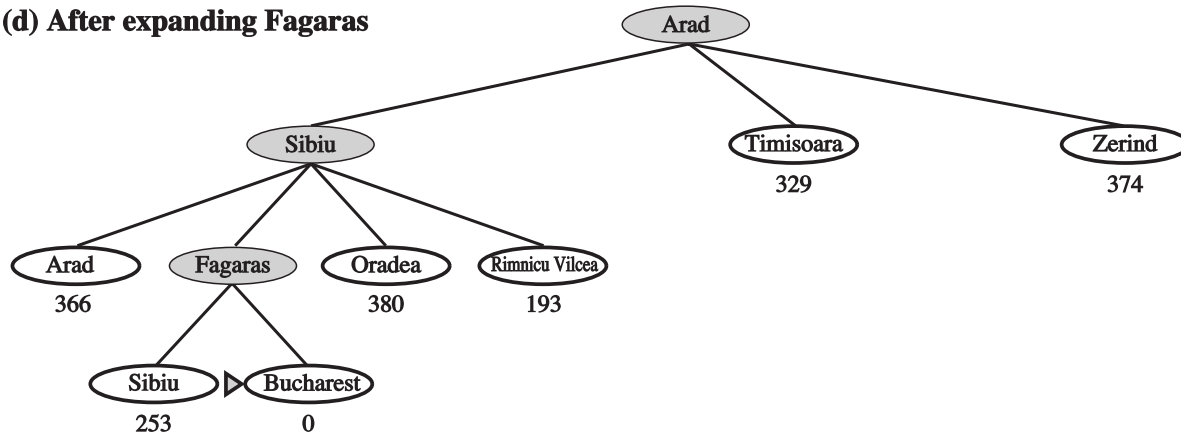 (d) After expanding Fagaras
Arad
Sibiu
Timisoara
Zerind
329
374
Arad
Fagaras
Oradea
Rimnicu Vilcea
366
380
193
Sibiu
Bucharest
253
0